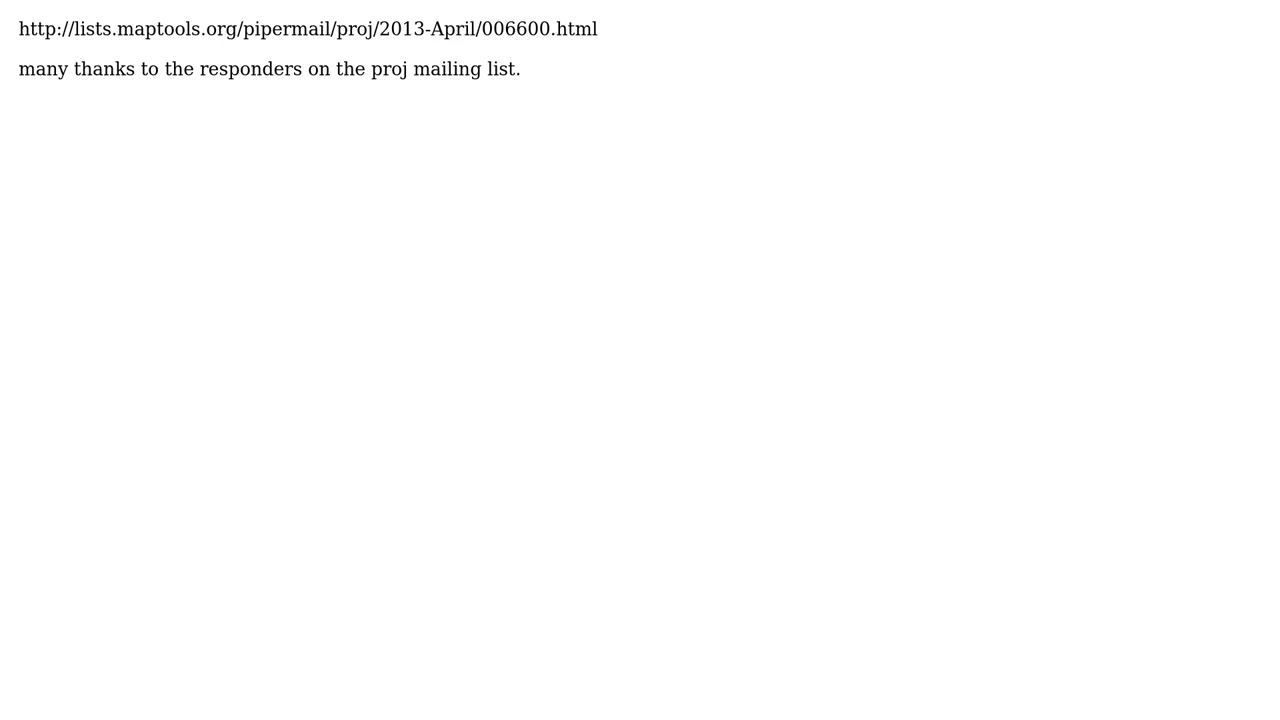 http://lists.maptools.org/pipermail/proj/2013-April/006600.html
many thanks to the responders on the proj mailing list.